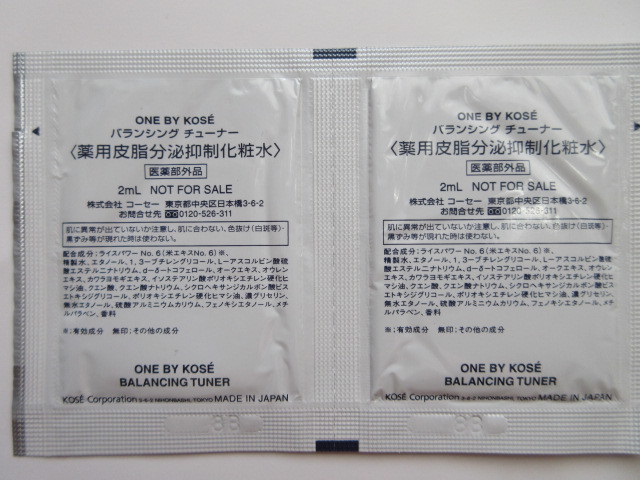 ONE BY KOSÉ
バランシング チューナー
〈薬用皮脂分泌抑制化粧水〉
医薬部外品
2mL NOT FOR SALE
株式会社 コーセー 東京都中央区日本橋3-6-2
お問合せ先 0120-526-311
肌に異常が出ていないか注意し、肌に合わない、色抜け(白斑等)・
黒ずみ等が現れた時は使わない。
配合成分:ライスパワーNo.6(米エキスNo.6)※、
精製水、エタノール、1,3-ブチレングリコール、L-アスコルビン酸硫
酸エステル二ナトリウム、d-δ-トコフェロール、オークエキス、オウレン
エキス、カワラヨモギエキス、イソステアリン酸ポリオキシエチレン硬化ヒ
マシ油、クエン酸、クエン酸ナトリウム、シクロヘキサンジカルボン酸ビス
エトキシジグリコール、ポリオキシエチレン硬化ヒマシ油、濃グリセリン、
無水エタノール、硫酸アルミニウムカリウム、フェノキシエタノール、メチ
ルパラベン、香料
※:有効成分 無印:その他の成分
ONE BY KOSÉ
BALANCING TUNER
KOSÉ Corporation 3-6-2 NIHONBASHI, TOKYO MADE IN JAPAN
ONE BY KOSÉ
バランシング チューナー
〈薬用皮脂分泌抑制化粧水〉
医薬部外品
2mL NOT FOR SALE
株式会社 コーセー 東京都中央区日本橋3-6-2
お問合せ先 0120-526-311
肌に異常が出ていないか注意し、肌に合わない、色抜け(白斑等)・
黒ずみ等が現れた時は使わない。
配合成分:ライスパワーNo.6(米エキスNo.6)※、
精製水、エタノール、1,3-ブチレングリコール、L-アスコルビン酸硫
酸エステル二ナトリウム、d-δ-トコフェロール、オークエキス、オウレン
エキス、カワラヨモギエキス、イソステアリン酸ポリオキシエチレン硬化ヒ
マシ油、クエン酸、クエン酸ナトリウム、シクロヘキサンジカルボン酸ビス
エトキシジグリコール、ポリオキシエチレン硬化ヒマシ油、濃グリセリン、
無水エタノール、硫酸アルミニウムカリウム、フェノキシエタノール、メチ
ルパラベン、香料
※:有効成分 無印:その他の成分
ONE BY KOSÉ
BALANCING TUNER
KOSÉ Corporation 3-6-2 NIHONBASHI, TOKYO MADE IN JAPAN